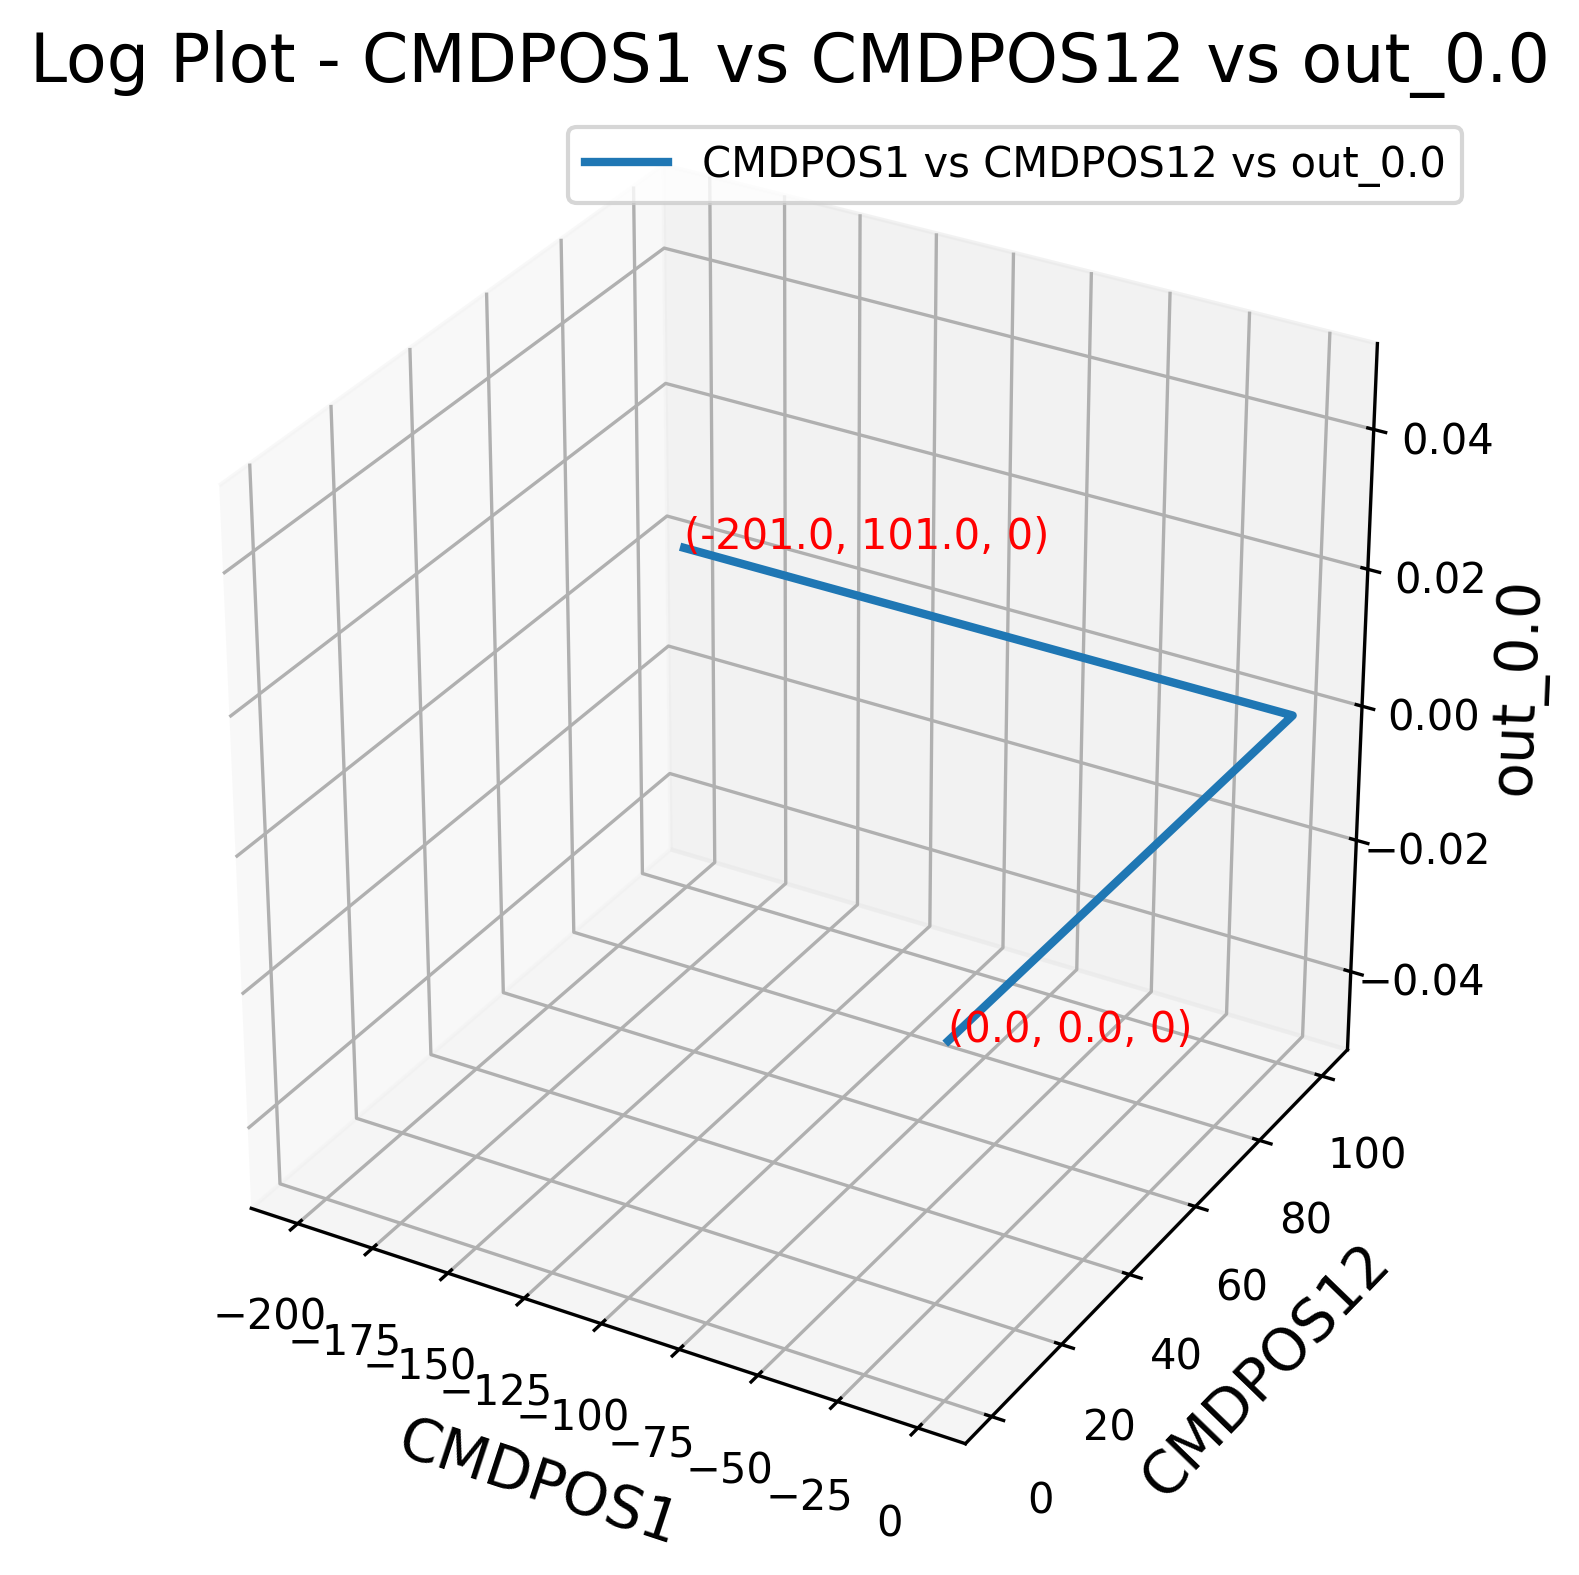 Log Plot - CMDPOS1 vs CMDPOS12 vs out_0.0
CMDPOS1 vs CMDPOS12 vs out_0.0
(-201.0, 101.0, 0)
(0.0, 0.0, 0)
0.04
0.02
0.00
−0.02
−0.04
out_0.0
100
80
60
40
20
0
CMDPOS12
−200
−175
−150
−125
−100
−75
−50
−25
0
CMDPOS1